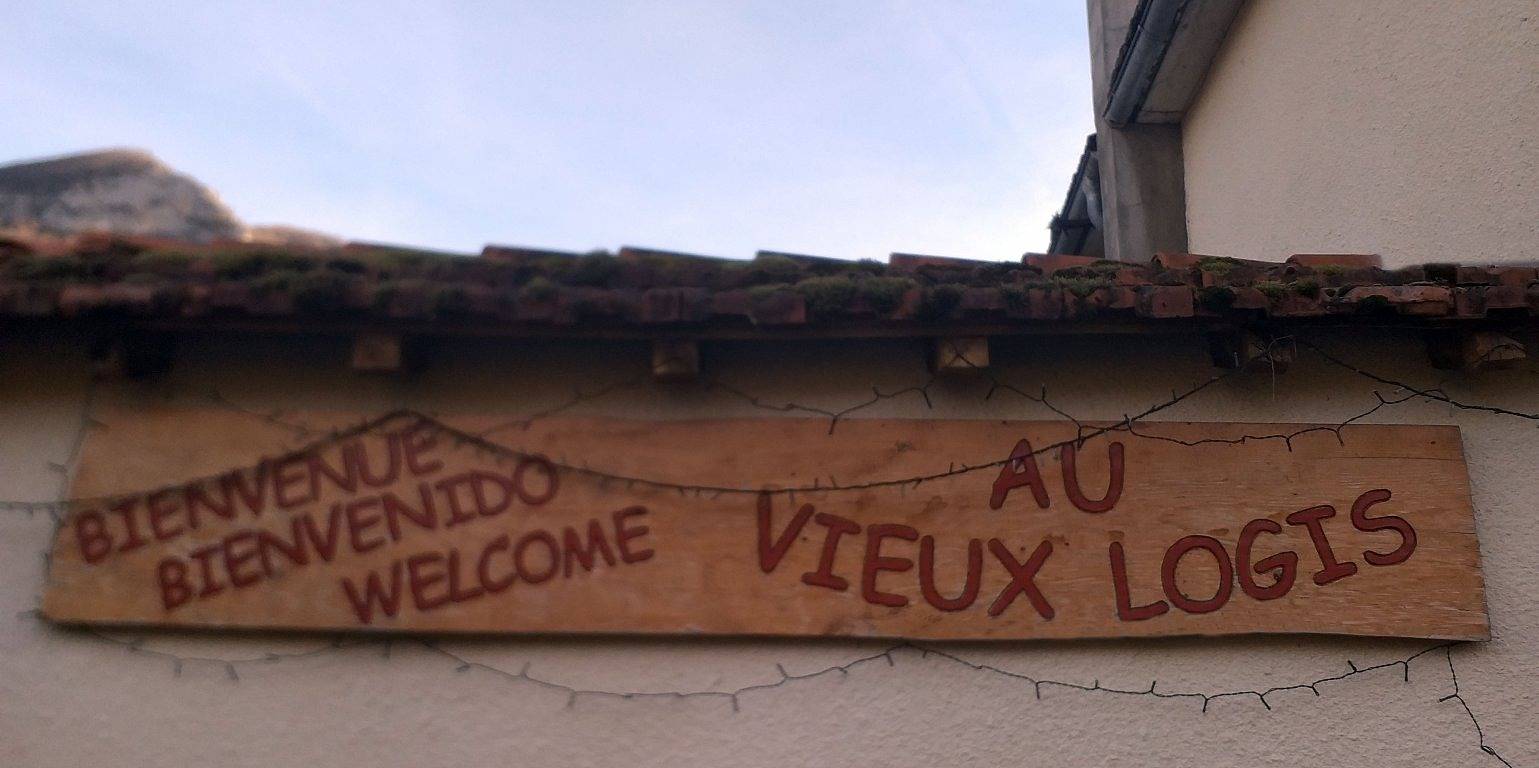 BIENVENUE
BIENVENIDO
WELCOME
AU
VIEUX LOGIS